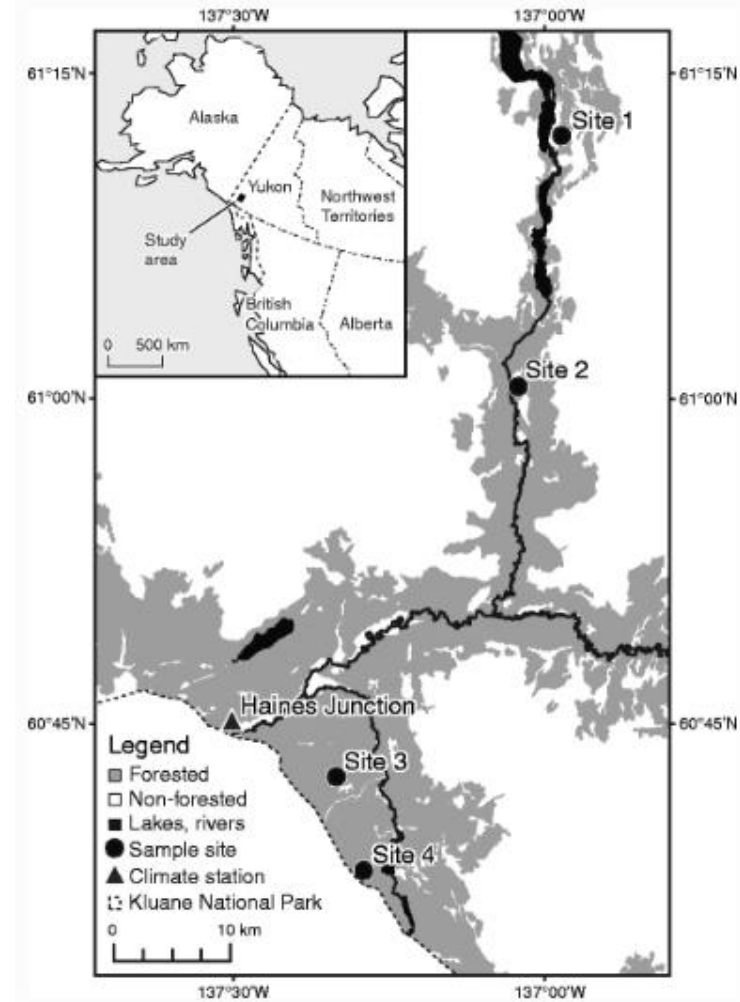 137°30'W
137°00'W
61°15'N
61°15'N
Alaska
Yukon
Northwest
Territories
Study
area
British
Columbia
Alberta
0 500 km
Site 1
Site 2
61°00'N
61°00'N
Haines Junction
60°45'N
60°45'N
Site 3
Site 4
Legend
Forested
Non-forested
Lakes, rivers
Sample site
Climate station
Kluane National Park
0 10 km
137°30'W
137°00'W